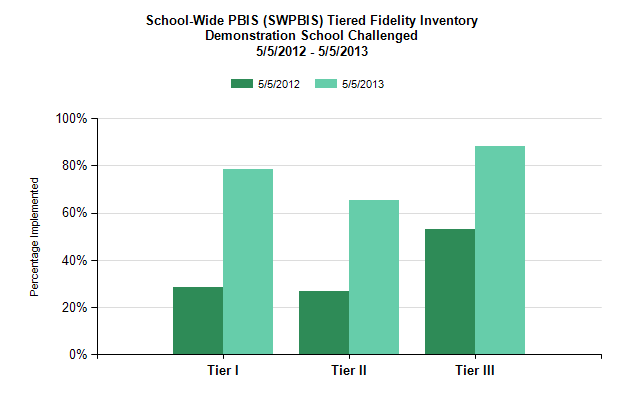 School-Wide PBIS (SWPBIS) Tiered Fidelity Inventory
Demonstration School Challenged
5/5/2012 - 5/5/2013
5/5/2012 5/5/2013
Percentage Implemented
100%
80%
60%
40%
20%
0%
Tier I Tier II Tier III